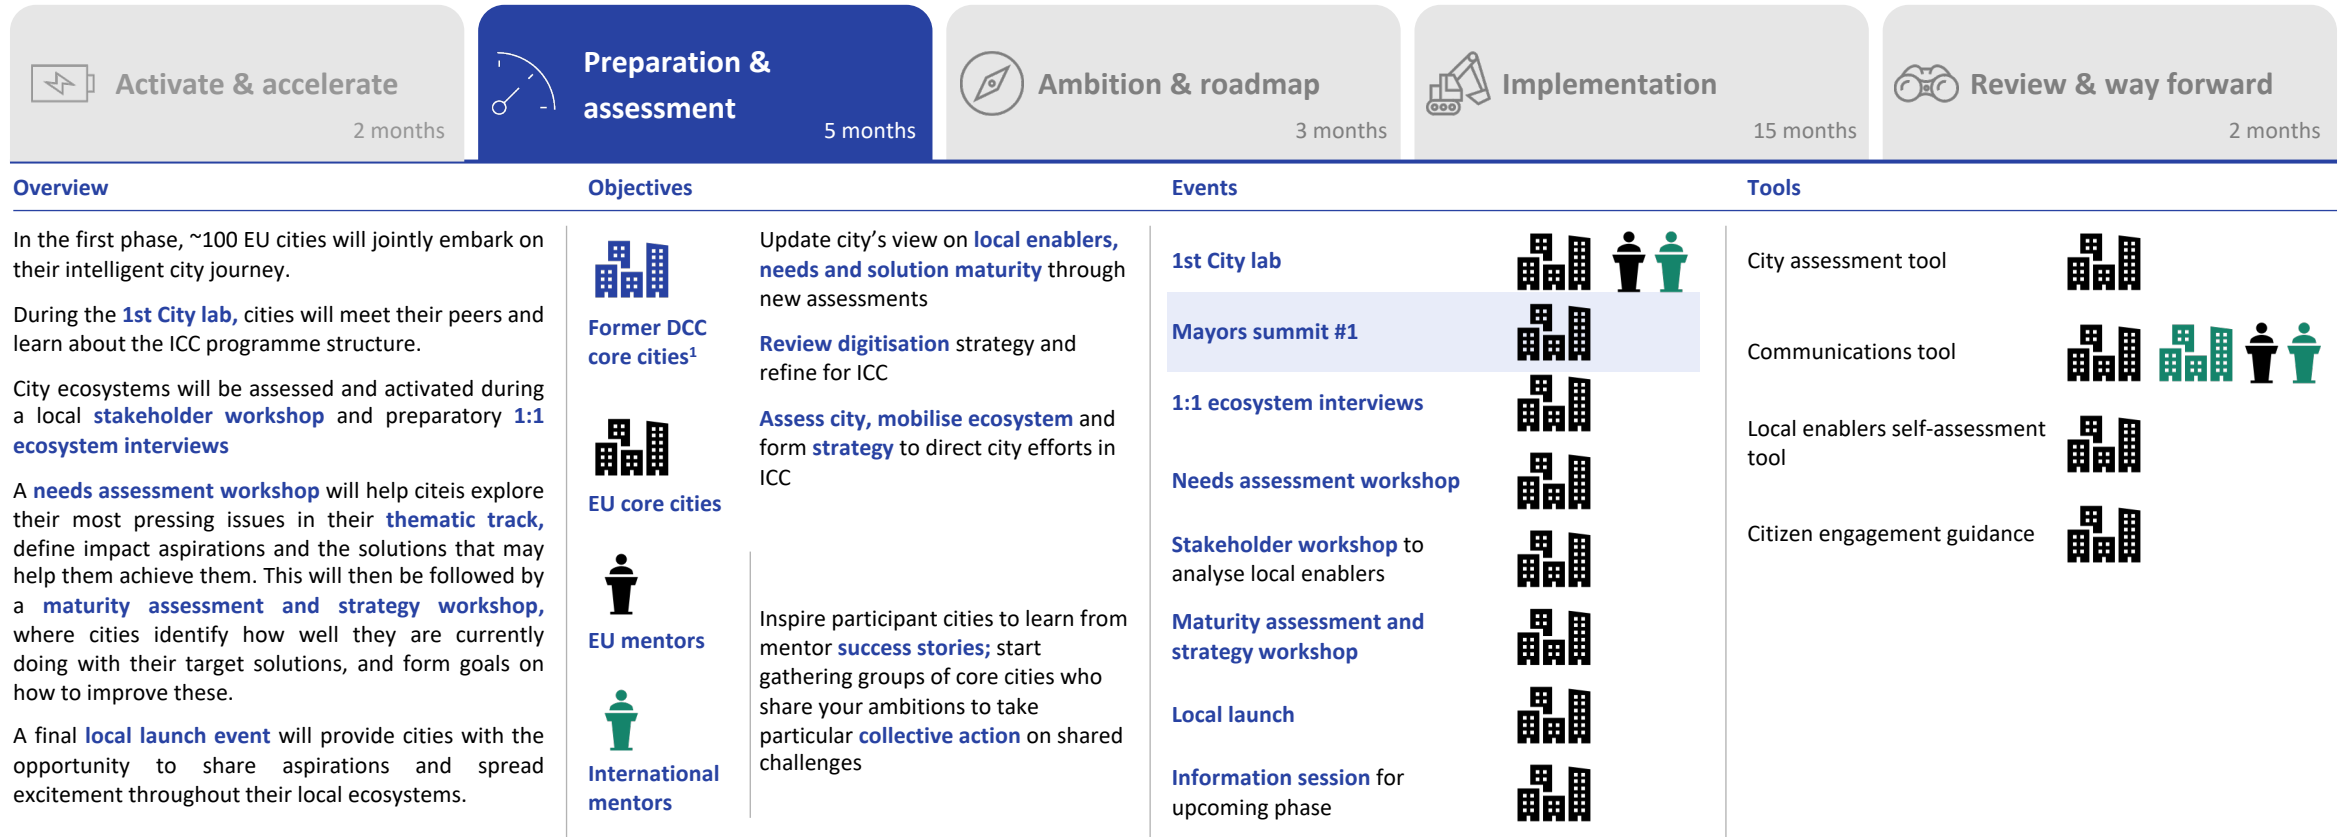 Activate & accelerate
2 months
Preparation &
assessment
5 months
Ambition & roadmap
3 months
Implementation
15 months
Review & way forward
2 months
Overview
In the first phase, ~100 EU cities will jointly embark on
their intelligent city journey.
During the 1st City lab, cities will meet their peers and
learn about the ICC programme structure.
City ecosystems will be assessed and activated during
a local stakeholder workshop and preparatory 1:1
ecosystem interviews
A needs assessment workshop will help citeis explore
their most pressing issues in their thematic track,
define impact aspirations and the solutions that may
help them achieve them. This will then be followed by
a maturity assessment and strategy workshop,
where cities identify how well they are currently
doing with their target solutions, and form goals on
how to improve these.
A final local launch event will provide cities with the
opportunity to share aspirations and spread
excitement throughout their local ecosystems.
Objectives
Former DCC
core cities¹
EU core cities
Update city's view on local enablers,
needs and solution maturity through
new assessments
Review digitisation strategy and
refine for ICC
Assess city, mobilise ecosystem and
form strategy to direct city efforts in
ICC
EU mentors
International
mentors
Inspire participant cities to learn from
mentor success stories; start
gathering groups of core cities who
share your ambitions to take
particular collective action on shared
challenges
Events
1st City lab
Mayors summit #1
1:1 ecosystem interviews
Needs assessment workshop
Stakeholder workshop to
analyse local enablers
Maturity assessment and
strategy workshop
Local launch
Information session for
upcoming phase
Tools
City assessment tool
Communications tool
Local enablers self-assessment
tool
Citizen engagement guidance